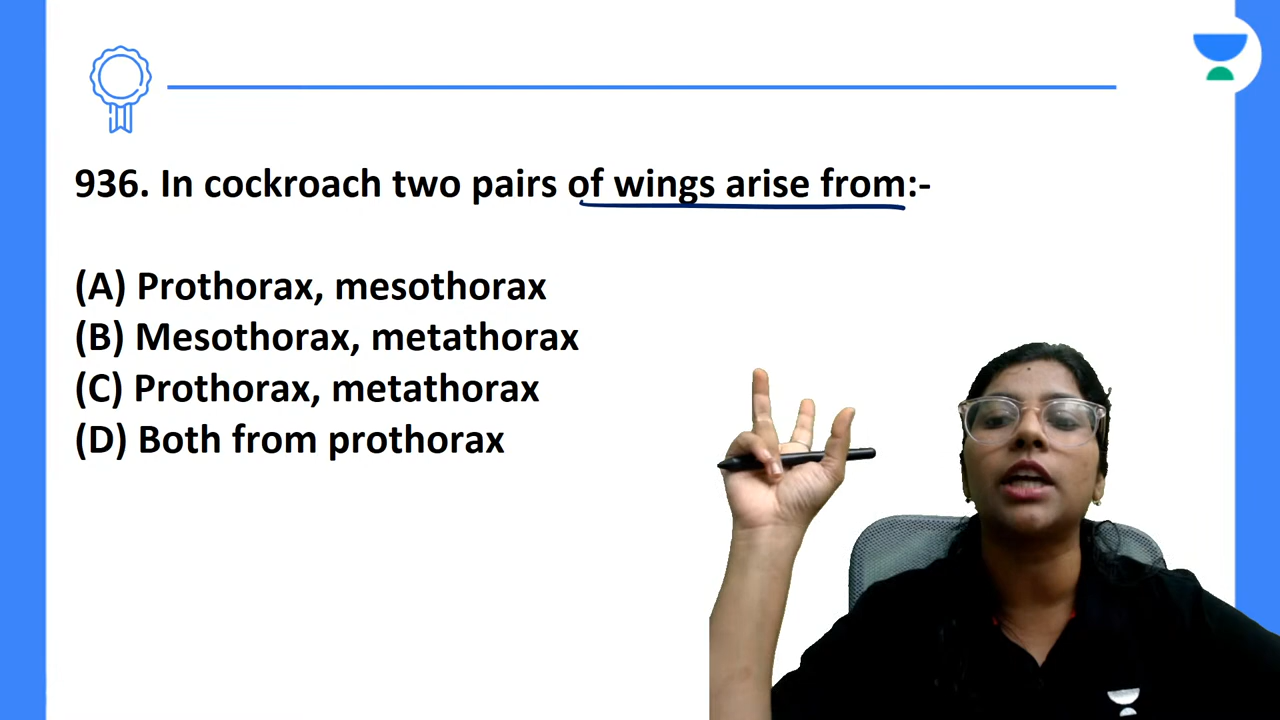 936. In cockroach two pairs of wings arise from:-
(A) Prothorax, mesothorax
(B) Mesothorax, metathorax
(C) Prothorax, metathorax
(D) Both from prothorax